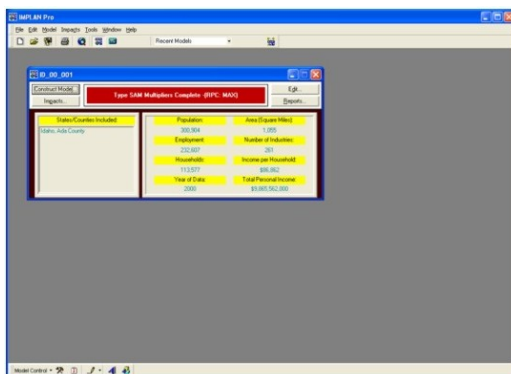 IMPLAN Pro
File Edit Model Impacts Tools Window Help
Recent Models
ID_00_001
Construct Model...
Type SAM Multipliers Complete -(RPC: MAX)
Edit...
Impacts...
Reports...
States/Counties Included:
Idaho, Ada County
Population:
Area (Square Miles)
300,904
1,055
Employment:
Number of Industries:
232,607
261
Households:
Income per Household:
113,577
$86,862
Year of Data:
Total Personal Income:
2000
$9,865,562,000
Model Control